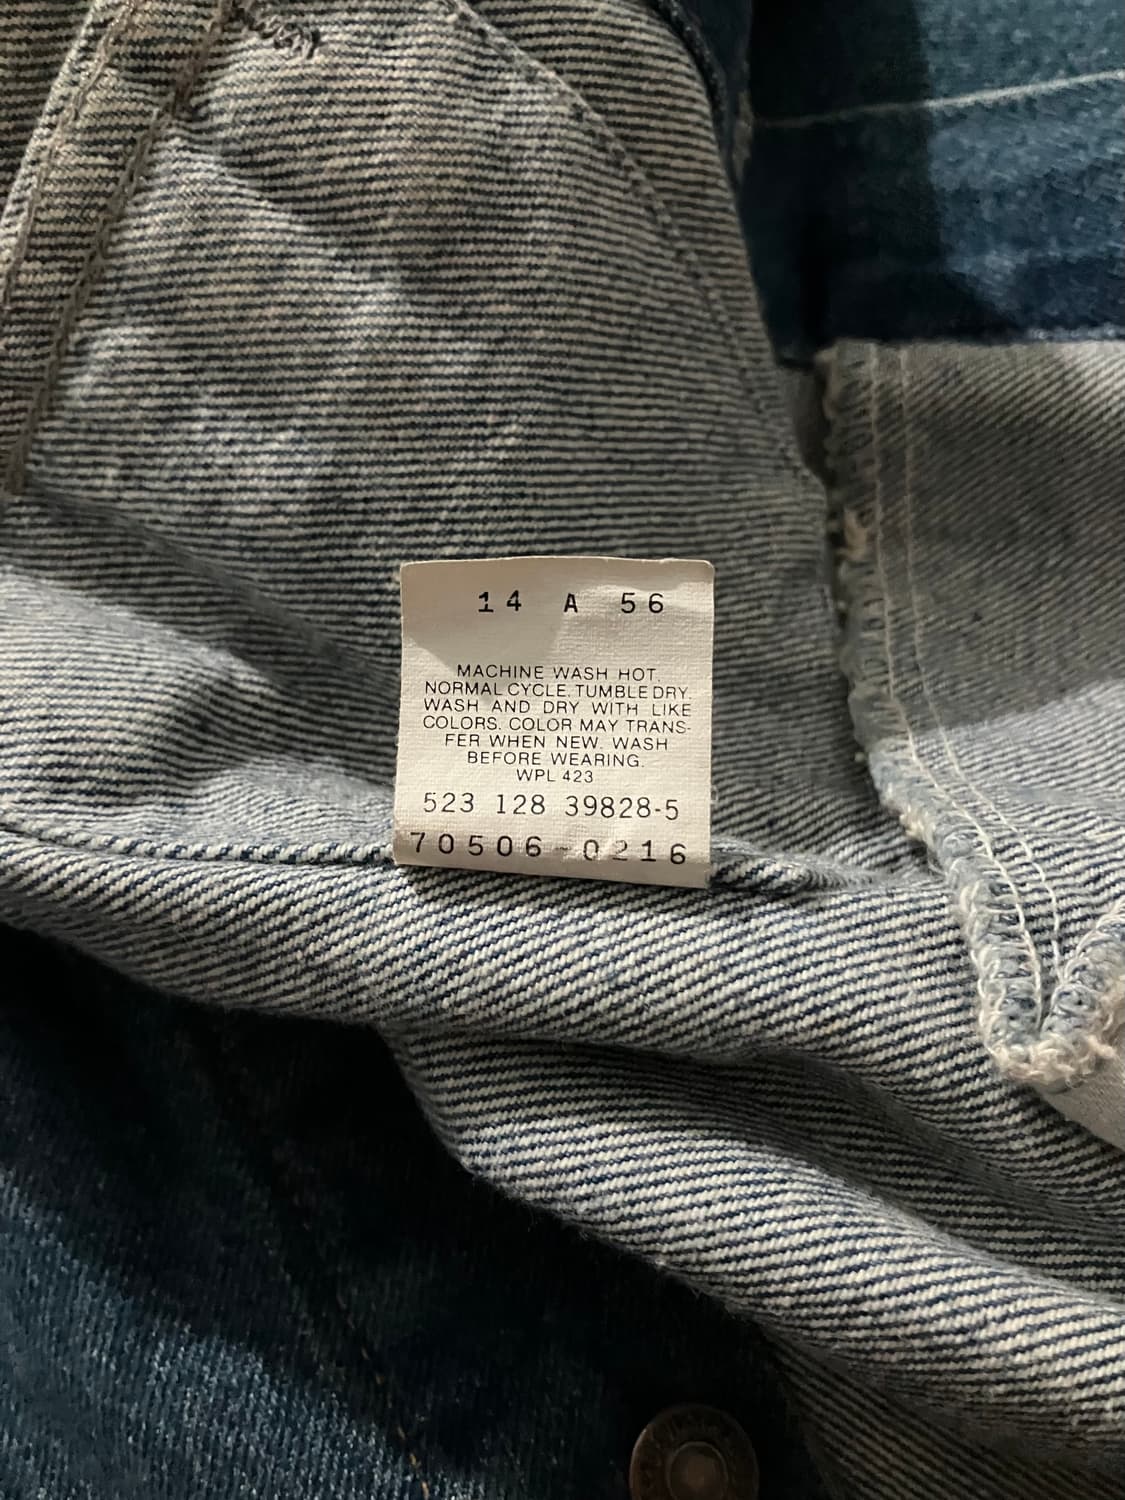 14 A 56
MACHINE WASH HOT.
NORMAL CYCLE. TUMBLE DRY.
WASH AND DRY WITH LIKE
COLORS. COLOR MAY TRANS-
FER WHEN NEW. WASH
BEFORE WEARING.
WPL 423
523 128 39828-5
70506-0216